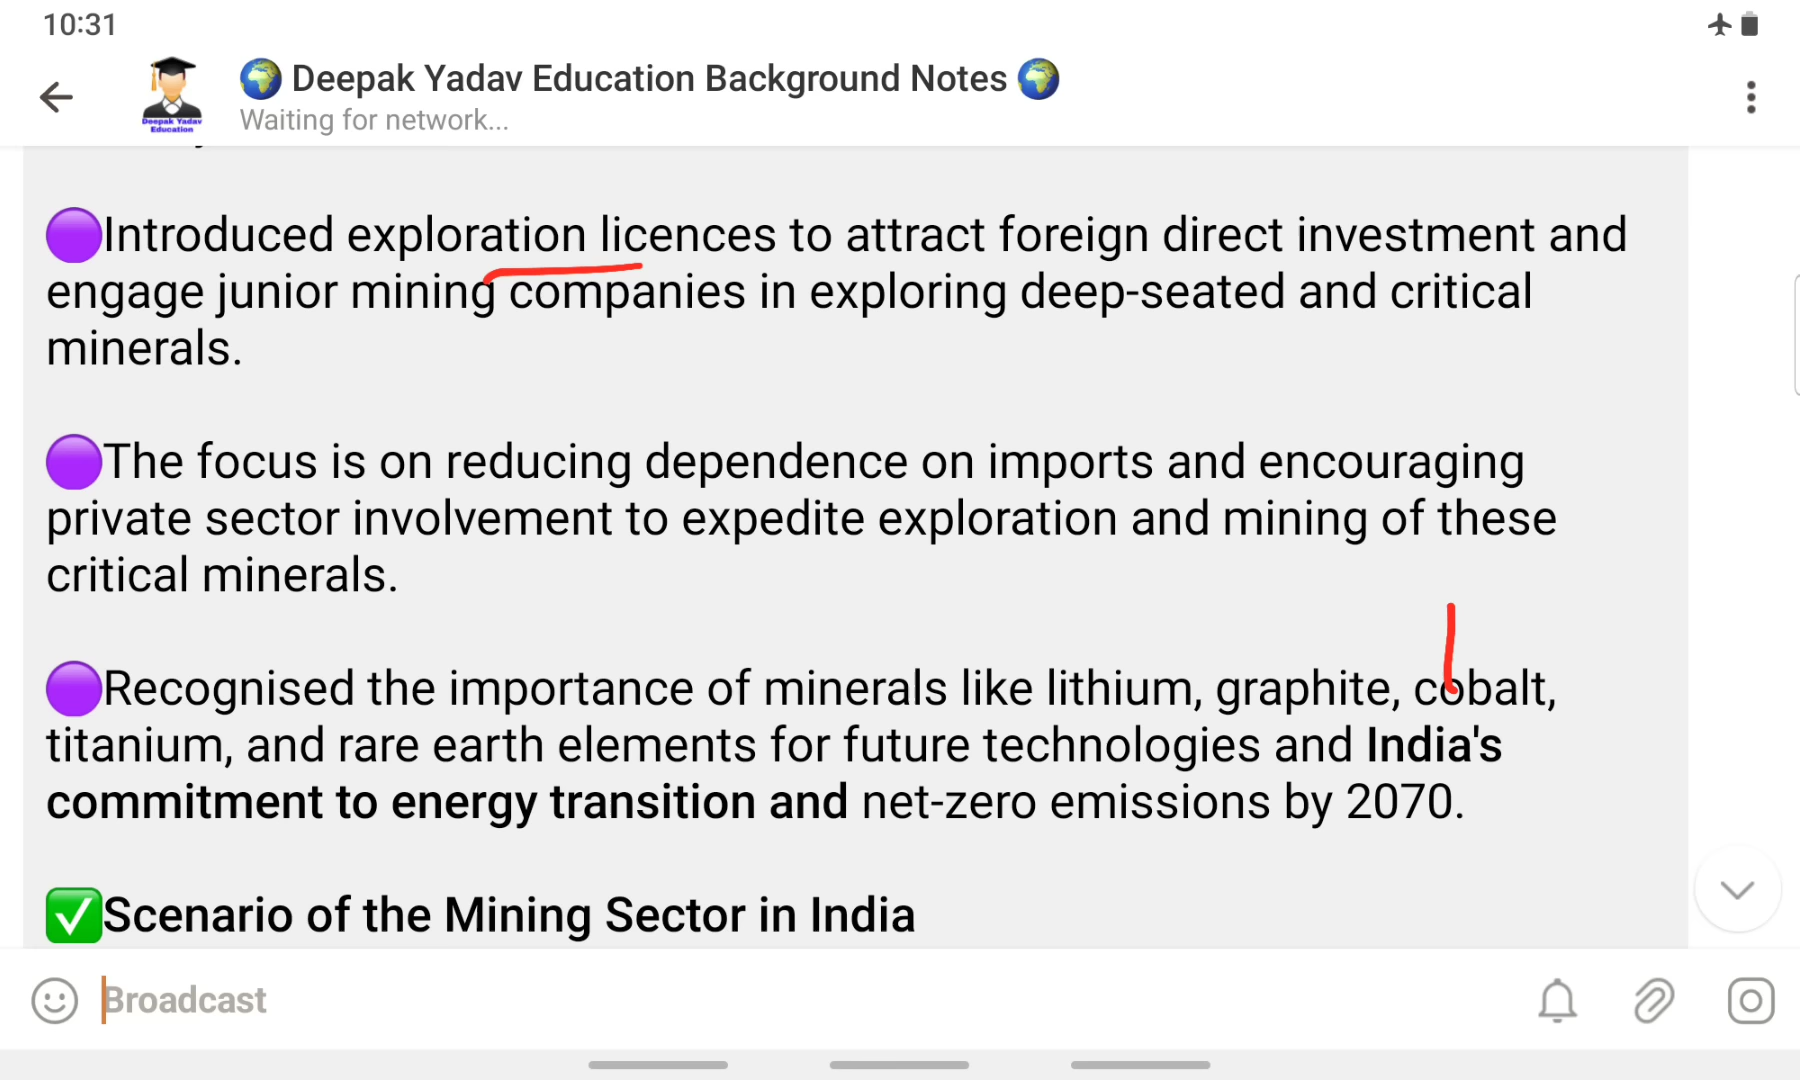 10:31
🌍 Deepak Yadav Education Background Notes 🌍
Deepak Yadav
Education
Waiting for network...
🟣Introduced exploration licences to attract foreign direct investment and
engage junior mining companies in exploring deep-seated and critical
minerals.
🟣The focus is on reducing dependence on imports and encouraging
private sector involvement to expedite exploration and mining of these
critical minerals.
🟣Recognised the importance of minerals like lithium, graphite, cobalt,
titanium, and rare earth elements for future technologies and India's
commitment to energy transition and net-zero emissions by 2070.
✅Scenario of the Mining Sector in India
Broadcast